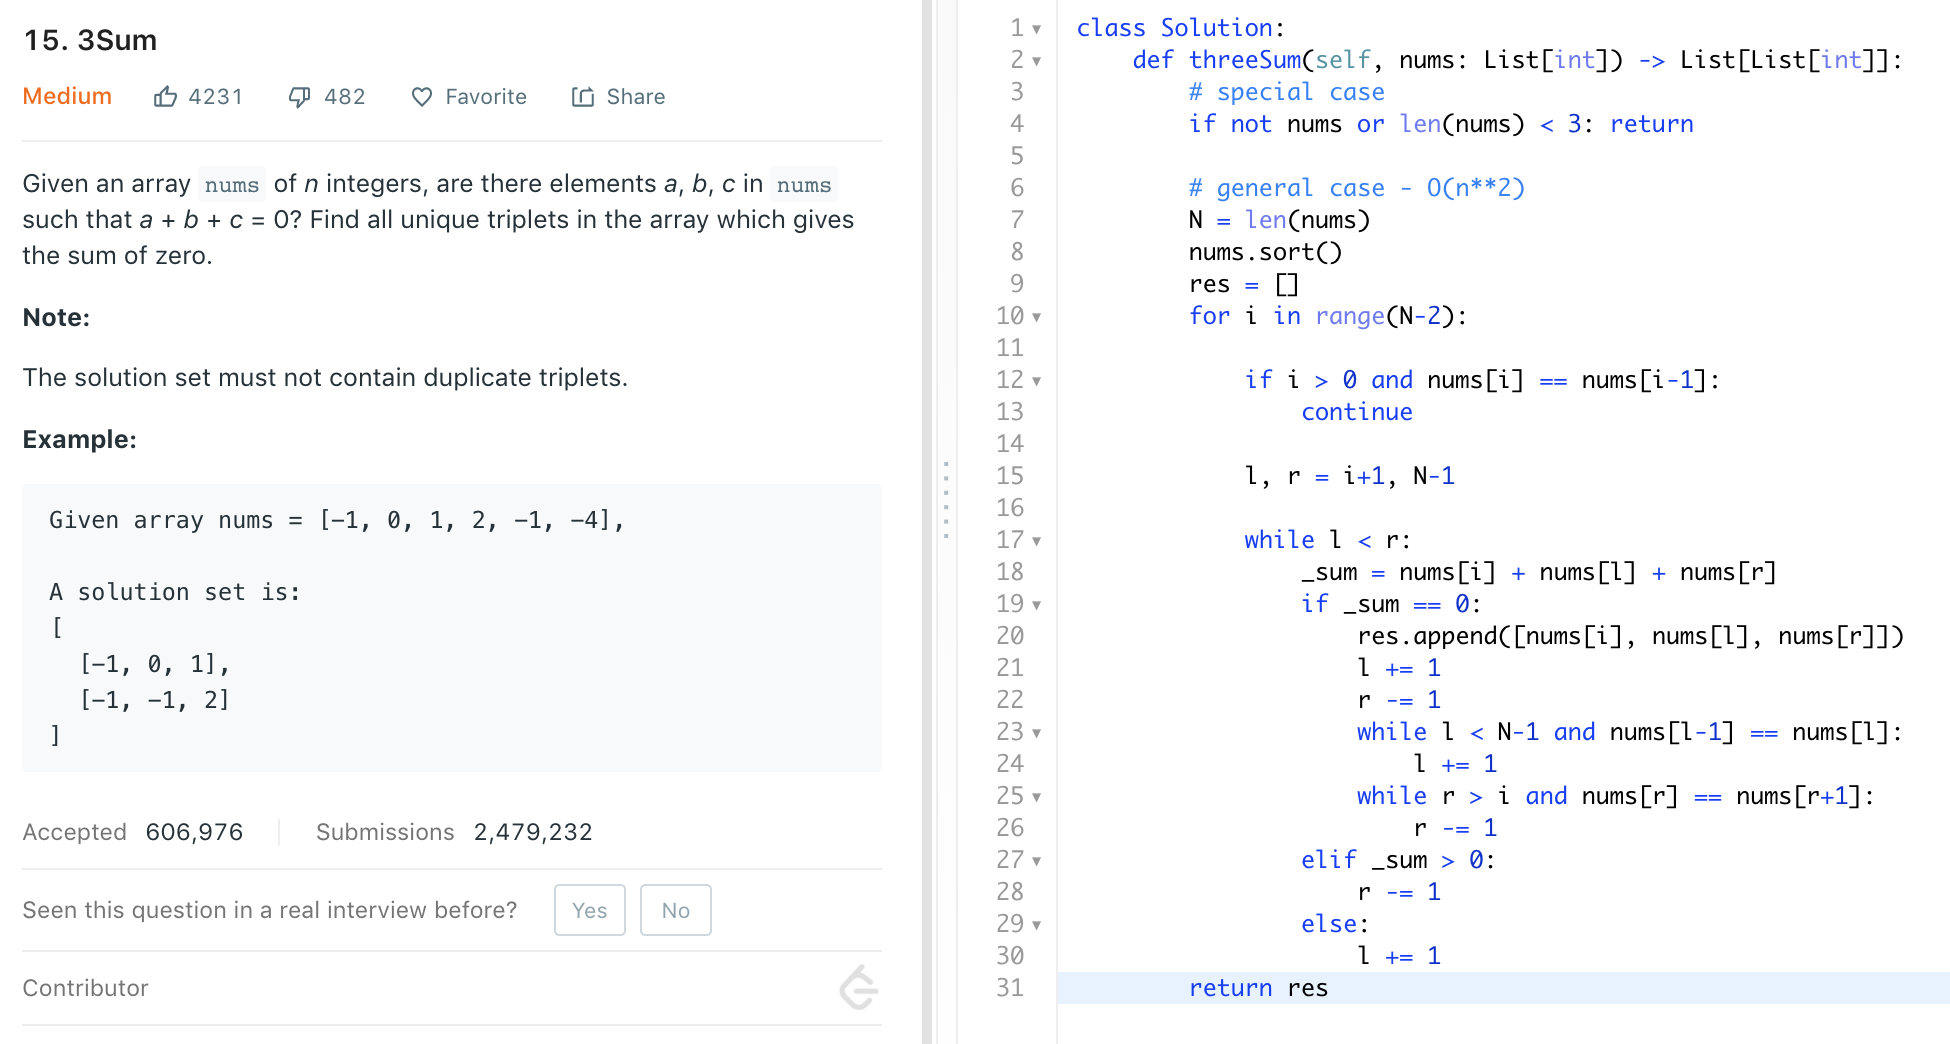 15. 3Sum
Medium 4231 482 Favorite Share
Given an array nums of n integers, are there elements a, b, c in nums
such that a + b + c = 0? Find all unique triplets in the array which gives
the sum of zero.
Note:
The solution set must not contain duplicate triplets.
Example:
Given array nums = [-1, 0, 1, 2, -1, -4],
A solution set is:
[
  [-1, 0, 1],
  [-1, -1, 2]
]
Accepted 606,976 Submissions 2,479,232
Seen this question in a real interview before? Yes No
Contributor
1 class Solution:
2     def threeSum(self, nums: List[int]) -> List[List[int]]:
3         # special case
4         if not nums or len(nums) < 3: return
5
6         # general case - O(n**2)
7         N = len(nums)
8         nums.sort()
9         res = []
10         for i in range(N-2):
11
12             if i > 0 and nums[i] == nums[i-1]:
13                 continue
14
15             l, r = i+1, N-1
16
17             while l < r:
18                 _sum = nums[i] + nums[l] + nums[r]
19                 if _sum == 0:
20                     res.append([nums[i], nums[l], nums[r]])
21                     l += 1
22                     r -= 1
23                     while l < N-1 and nums[l-1] == nums[l]:
24                         l += 1
25                     while r > i and nums[r] == nums[r+1]:
26                         r -= 1
27                 elif _sum > 0:
28                     r -= 1
29                 else:
30                     l += 1
31         return res